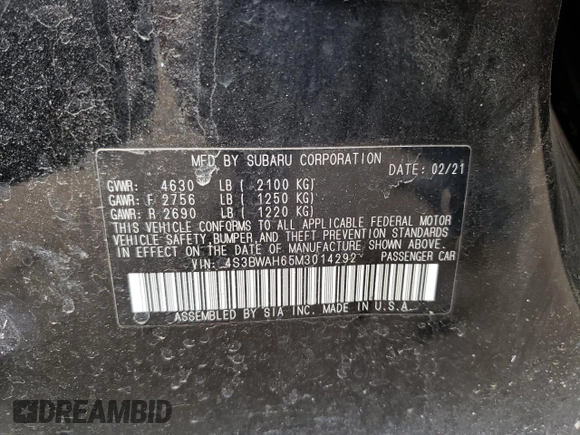 MFD BY SUBARU CORPORATION
DATE: 02/21
GVWR: 4630 LB ( 2100 KG)
GAWR: F 2756 LB ( 1250 KG)
GAWR: R 2690 LB ( 1220 KG)
THIS VEHICLE CONFORMS TO ALL APPLICABLE FEDERAL MOTOR
VEHICLE SAFETY, BUMPER, AND THEFT PREVENTION STANDARDS
IN EFFECT ON THE DATE OF MANUFACTURE SHOWN ABOVE.
VIN: 4S3BWAH65M3014292 PASSENGER CAR
ASSEMBLED BY SIA INC. MADE IN U.S.A.
DREAMBID